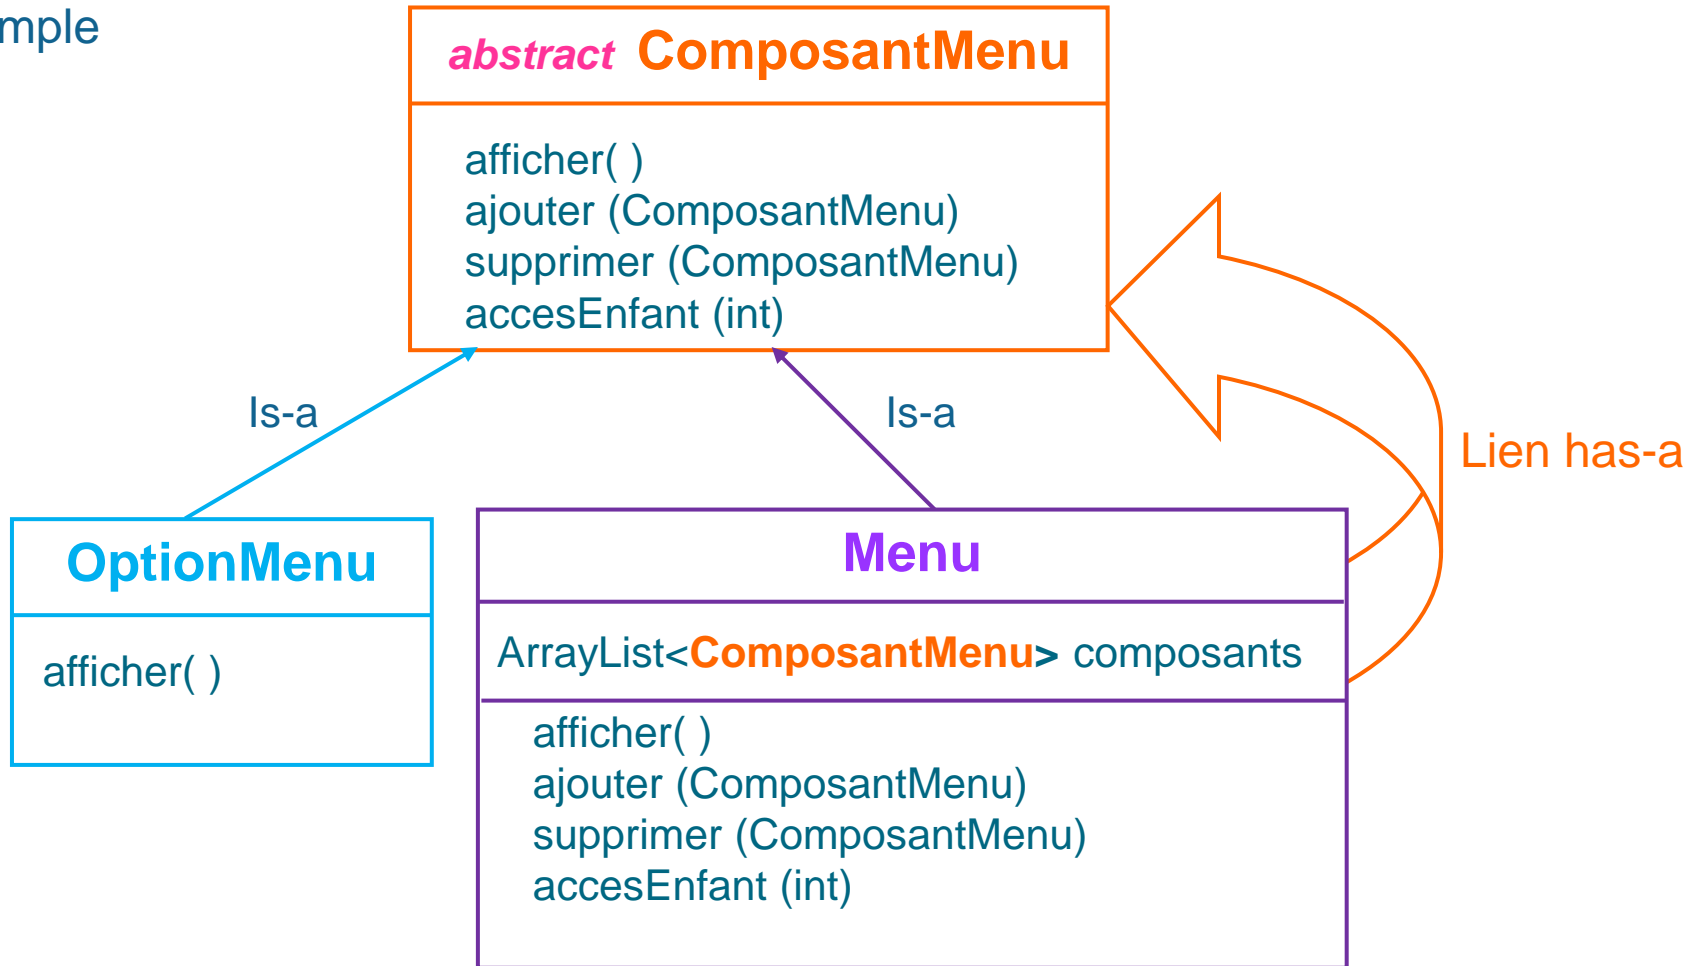 abstract ComposantMenu
afficher( )
ajouter (ComposantMenu)
supprimer (ComposantMenu)
accesEnfant (int)
Is-a
Is-a
Lien has-a
OptionMenu
afficher( )
Menu
ArrayList<ComposantMenu> composants
afficher( )
ajouter (ComposantMenu)
supprimer (ComposantMenu)
accesEnfant (int)